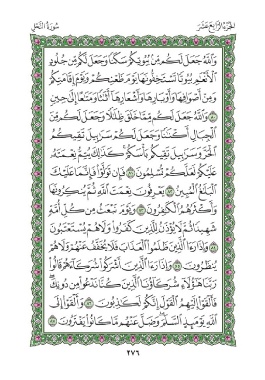 الجزء الرابع عشر
سورة النحل
وَٱللَّهُ جَعَلَ لَكُم مِّنۢ بُيُوتِكُمۡ سَكَنٗا وَجَعَلَ لَكُم مِّن جُلُودِ
ٱلۡأَنۡعَٰمِ بُيُوتٗا تَسۡتَخِفُّونَهَا يَوۡمَ ظَعۡنِكُمۡ وَيَوۡمَ إِقَامَتِكُمۡ
وَمِنۡ أَصۡوَافِهَا وَأَوۡبَارِهَا وَأَشۡعَارِهَآ أَثَٰثٗا وَمَتَٰعًا إِلَىٰ حِينٖ
٨٠ وَٱللَّهُ جَعَلَ لَكُم مِّمَّا خَلَقَ ظِلَٰلٗا وَجَعَلَ لَكُم مِّنَ
ٱلۡجِبَالِ أَكۡنَٰنٗا وَجَعَلَ لَكُمۡ سَرَٰبِيلَ تَقِيكُمُ
ٱلۡحَرَّ وَسَرَٰبِيلَ تَقِيكُم بَأۡسَكُمۡۚ كَذَٰلِكَ يُتِمُّ نِعۡمَتَهُۥ
عَلَيۡكُمۡ لَعَلَّكُمۡ تُسۡلِمُونَ ٨١ فَإِن تَوَلَّوۡاْ فَإِنَّمَا عَلَيۡكَ
ٱلۡبَلَٰغُ ٱلۡمُبِينُ ٨٢ يَعۡرِفُونَ نِعۡمَتَ ٱللَّهِ ثُمَّ يُنكِرُونَهَا
وَأَكۡثَرُهُمُ ٱلۡكَٰفِرُونَ ٨٣ وَيَوۡمَ نَبۡعَثُ مِن كُلِّ أُمَّةٖ
شَهِيدٗا ثُمَّ لَا يُؤۡذَنُ لِلَّذِينَ كَفَرُواْ وَلَا هُمۡ يُسۡتَعۡتَبُونَ
٨٤ وَإِذَا رَءَا ٱلَّذِينَ ظَلَمُواْ ٱلۡعَذَابَ فَلَا يُخَفَّفُ عَنۡهُمۡ وَلَا هُمۡ
يُنظَرُونَ ٨٥ وَإِذَا رَءَا ٱلَّذِينَ أَشۡرَكُواْ شُرَكَآءَهُمۡ قَالُواْ
رَبَّنَا هَٰٓؤُلَآءِ شُرَكَآؤُنَا ٱلَّذِينَ كُنَّا نَدۡعُواْ مِن دُونِكَۖ
فَأَلۡقَوۡاْ إِلَيۡهِمُ ٱلۡقَوۡلَ إِنَّكُمۡ لَكَٰذِبُونَ ٨٦ وَأَلۡقَوۡاْ إِلَى
ٱللَّهِ يَوۡمَئِذٍ ٱلسَّلَمَۖ وَضَلَّ عَنۡهُم مَّا كَانُواْ يَفۡتَرُونَ ٨٧
٢٧٦